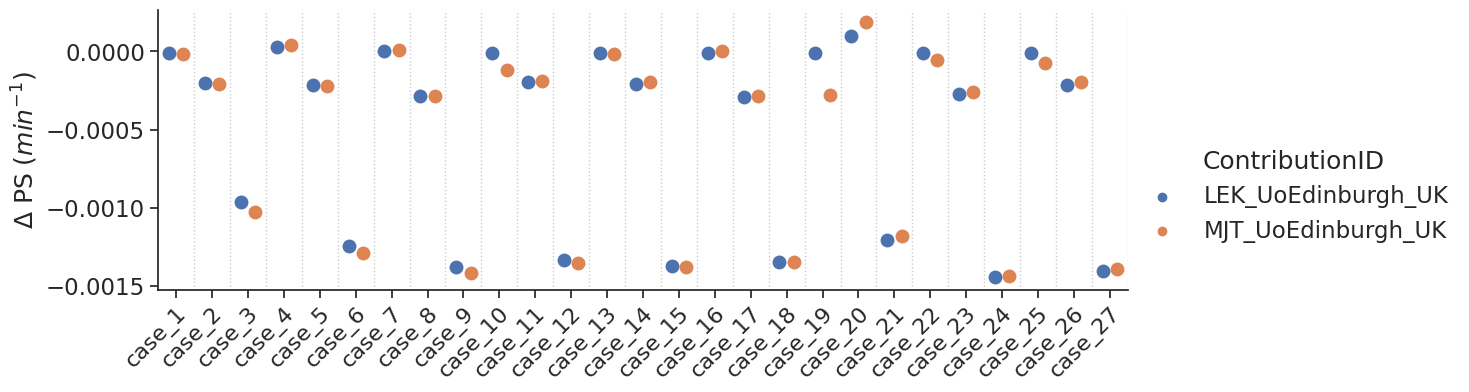 0.0000
−0.0005
−0.0010
−0.0015
Δ PS (min⁻¹)
case_1
case_2
case_3
case_4
case_5
case_6
case_7
case_8
case_9
case_10
case_11
case_12
case_13
case_14
case_15
case_16
case_17
case_18
case_19
case_20
case_21
case_22
case_23
case_24
case_25
case_26
case_27
ContributionID
LEK_UoEdinburgh_UK
MJT_UoEdinburgh_UK